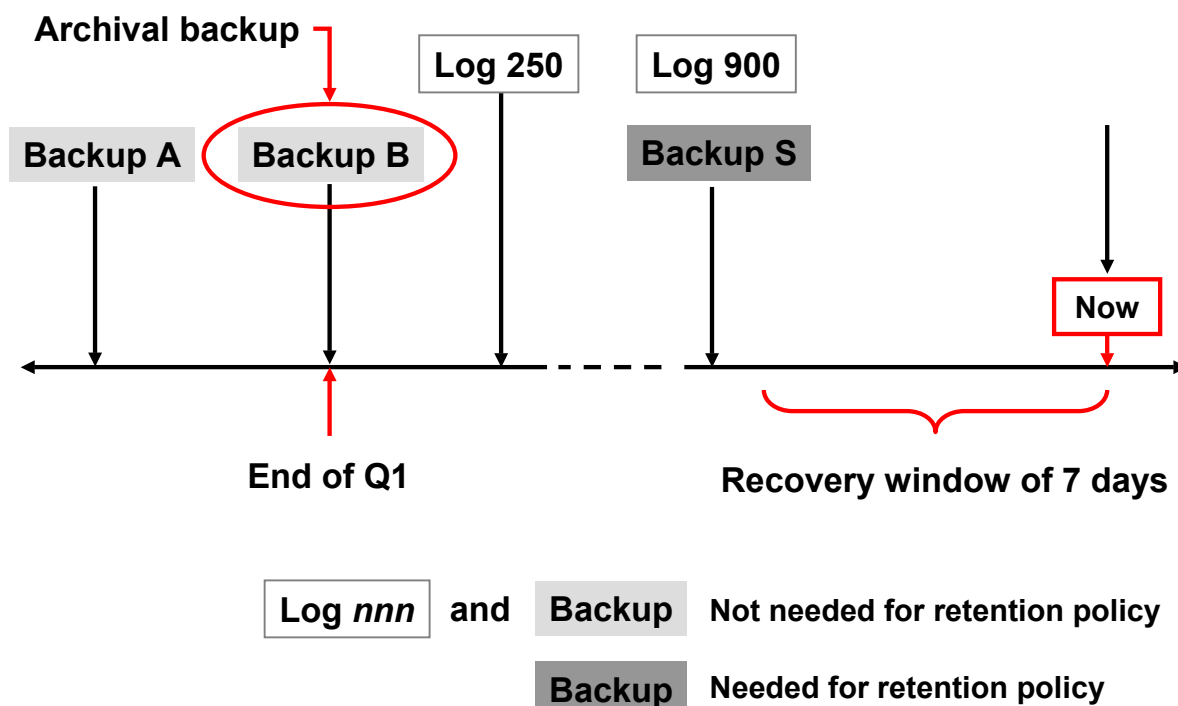 Archival backup
Log 250
Log 900
Backup A
Backup B
Backup S
Now
End of Q1
Recovery window of 7 days
Log nnn and Backup Not needed for retention policy
Backup Needed for retention policy